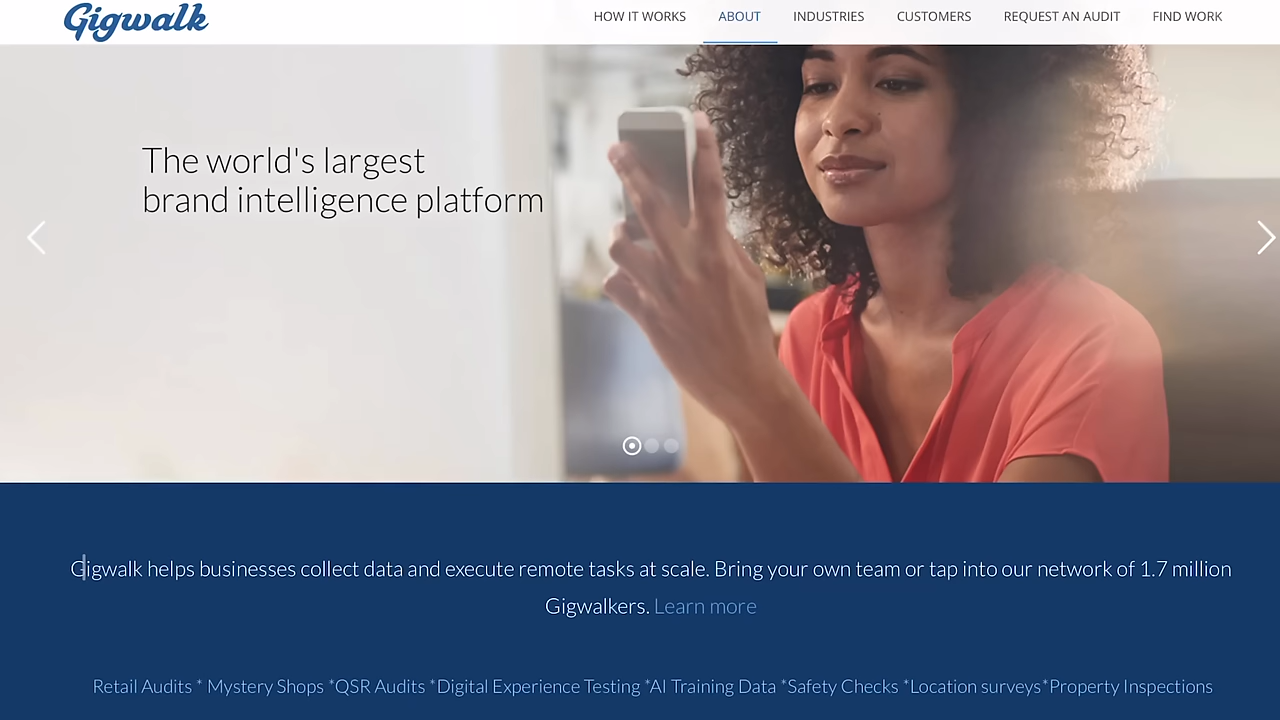 Gigwalk
HOW IT WORKS ABOUT INDUSTRIES CUSTOMERS REQUEST AN AUDIT FIND WORK
The world's largest
brand intelligence platform
Gigwalk helps businesses collect data and execute remote tasks at scale. Bring your own team or tap into our network of 1.7 million
Gigwalkers. Learn more
Retail Audits * Mystery Shops *QSR Audits *Digital Experience Testing *AI Training Data *Safety Checks *Location surveys*Property Inspections